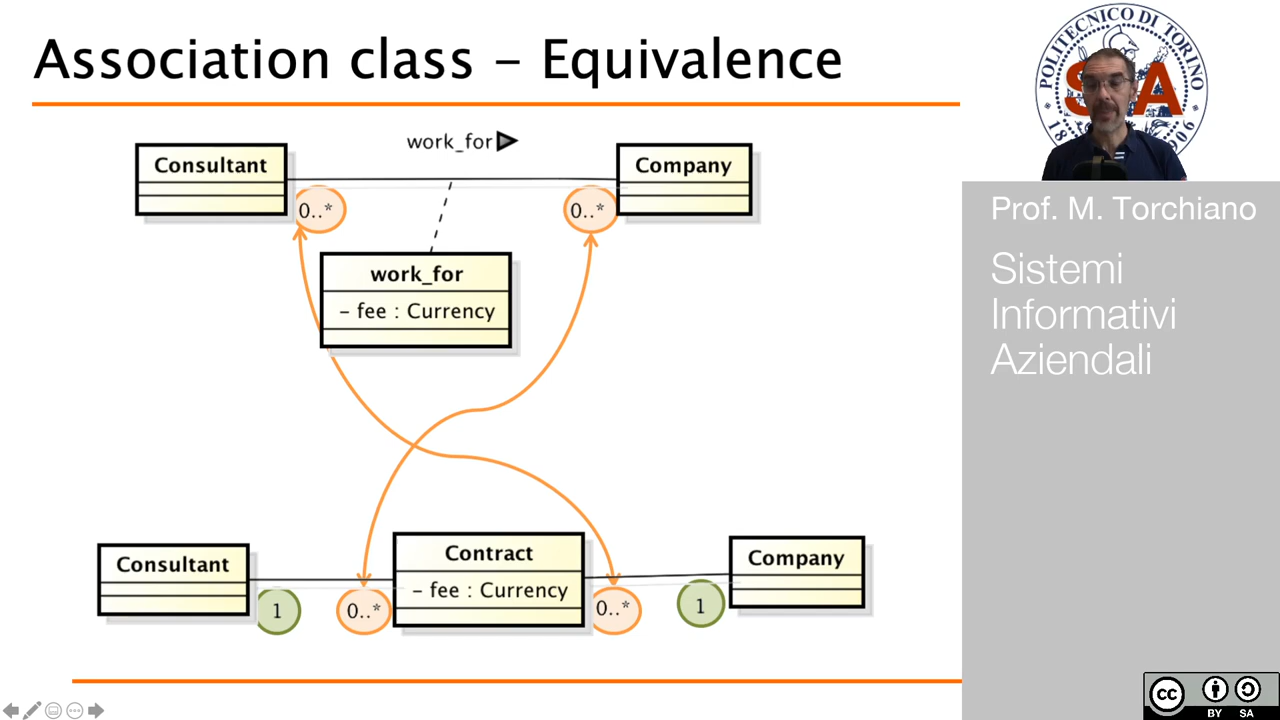 Association class – Equivalence
POLITECNICO DI TORINO
work_for
Consultant
Company
0..*
0..*
work_for
– fee : Currency
Consultant
Contract
– fee : Currency
Company
1
0..*
0..*
1
Prof. M. Torchiano
Sistemi
Informativi
Aziendali
cc
BY SA